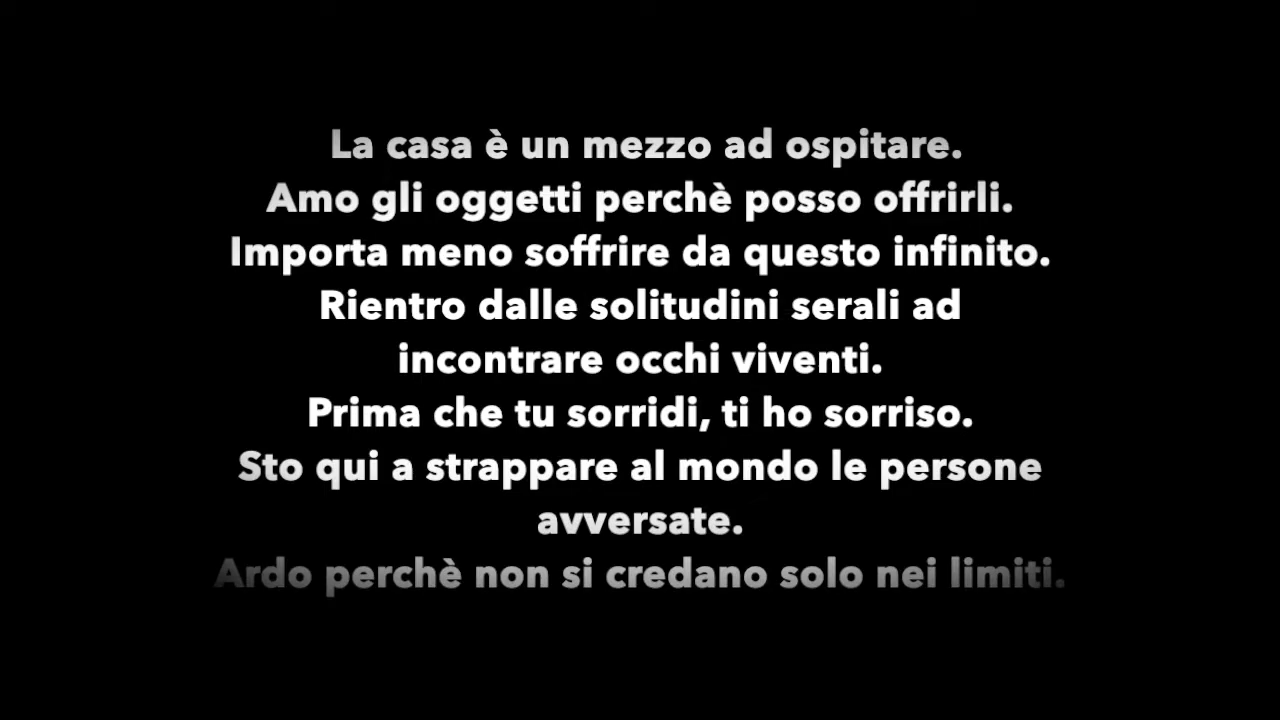 La casa è un mezzo ad ospitare.
Amo gli oggetti perchè posso offrirli.
Importa meno soffrire da questo infinito.
Rientro dalle solitudini serali ad
incontrare occhi viventi.
Prima che tu sorridi, ti ho sorriso.
Sto qui a strappare al mondo le persone
avversate.
Ardo perchè non si credano solo nei limiti.